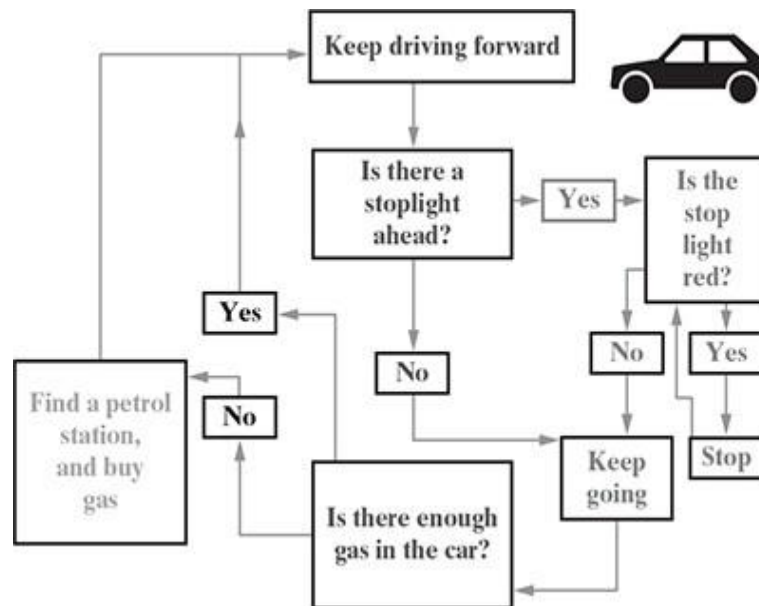 Keep driving forward
Is there a
stoplight
ahead?
Yes
Is the
stop
light
red?
Yes
No
No
Yes
Find a petrol
station,
and buy
gas
No
Is there enough
gas in the car?
Keep
going
Stop